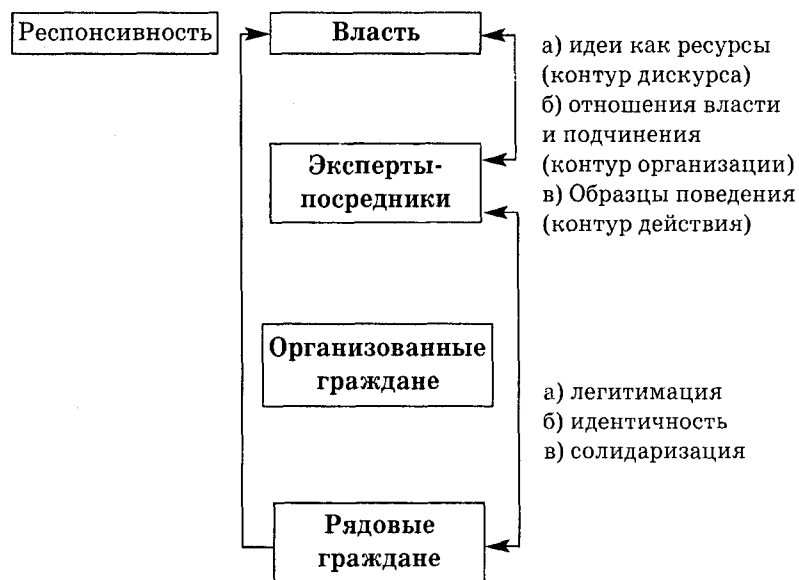 Респонсивность
Власть
а) идеи как ресурсы
(контур дискурса)
б) отношения власти
и подчинения
(контур организации)
в) Образцы поведения
(контур действия)
Эксперты-
посредники
Организованные
граждане
а) легитимация
б) идентичность
в) солидаризация
Рядовые
граждане